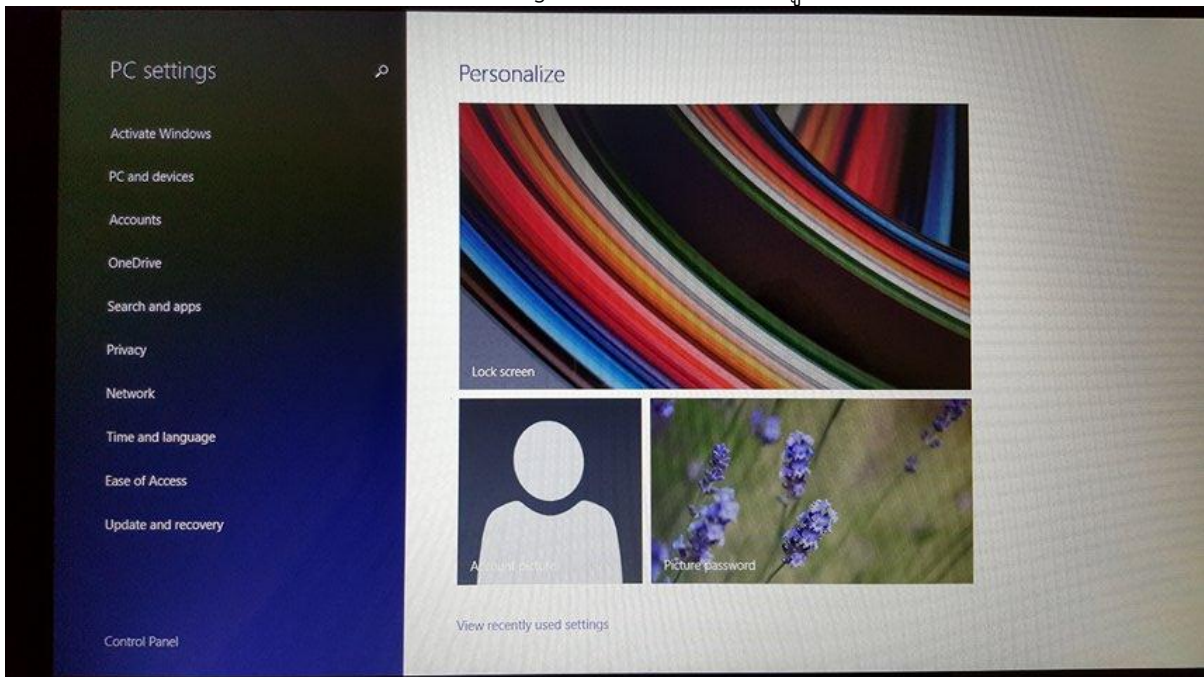 PC settings
Activate Windows
PC and devices
Accounts
OneDrive
Search and apps
Privacy
Network
Time and language
Ease of Access
Update and recovery
Control Panel
Personalize
Lock screen
Account picture
Picture password
View recently used settings